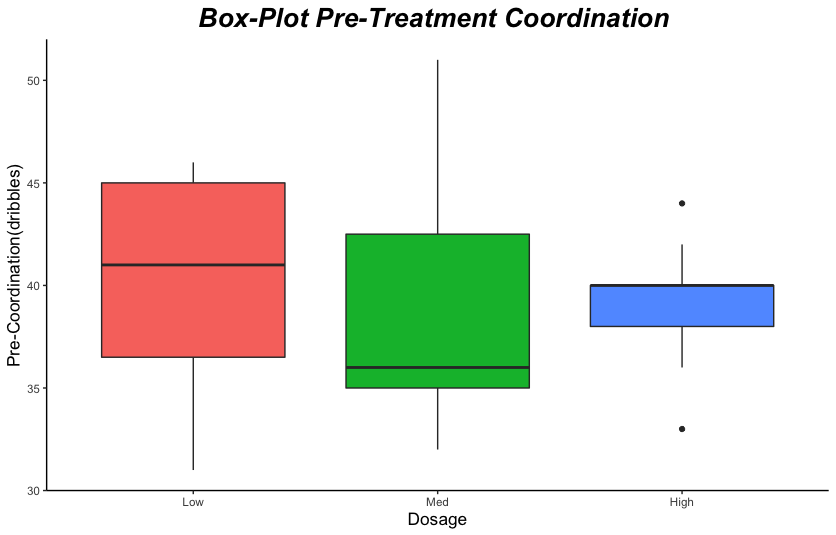 Box-Plot Pre-Treatment Coordination
Pre-Coordination(dribbles)
50
45
40
35
30
Low
Med
High
Dosage